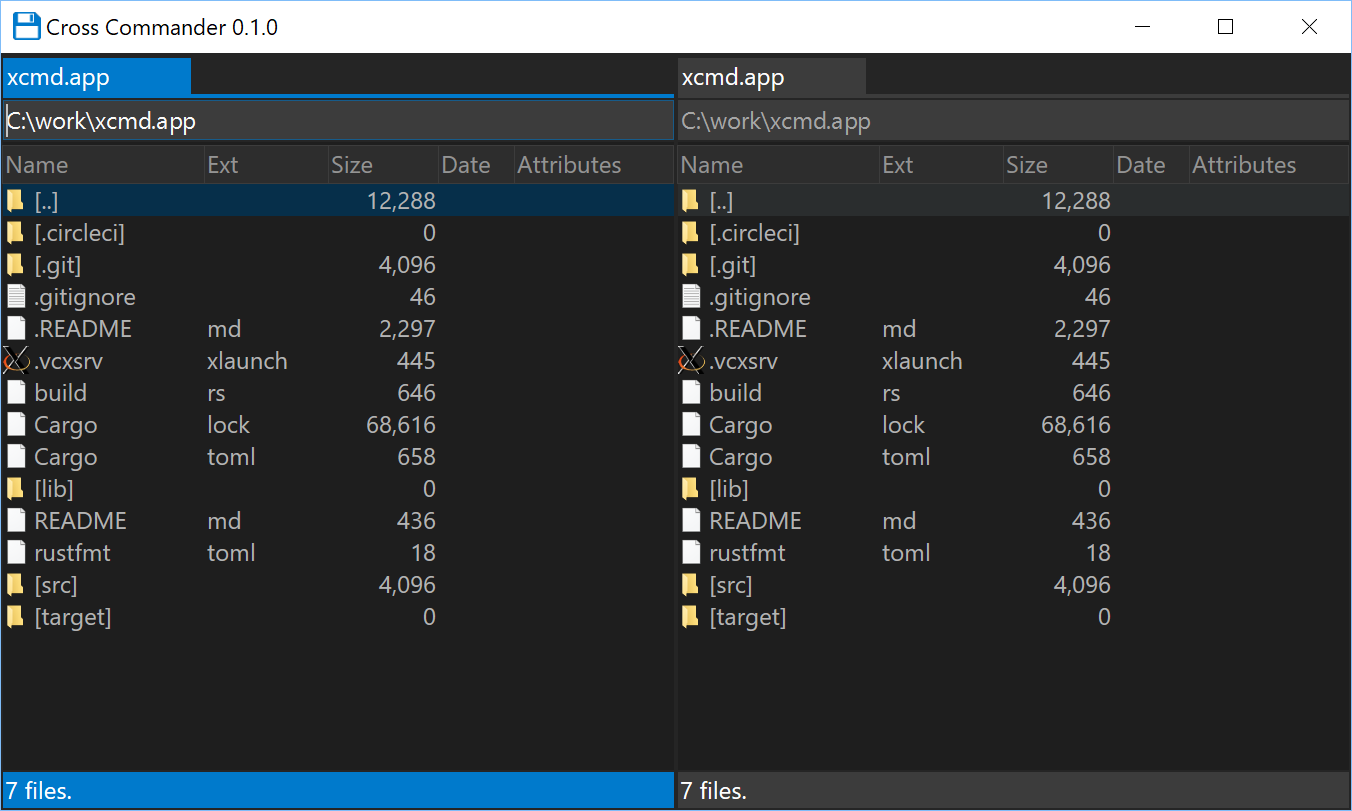 Cross Commander 0.1.0
xcmd.app
C:\work\xcmd.app
Name Ext Size Date Attributes
[..] 12,288
[.circleci] 0
[.git] 4,096
.gitignore 46
.README md 2,297
.vcxsrv xlaunch 445
build rs 646
Cargo lock 68,616
Cargo toml 658
[lib] 0
README md 436
rustfmt toml 18
[src] 4,096
[target] 0
7 files.
xcmd.app
C:\work\xcmd.app
Name Ext Size Date Attributes
[..] 12,288
[.circleci] 0
[.git] 4,096
.gitignore 46
.README md 2,297
.vcxsrv xlaunch 445
build rs 646
Cargo lock 68,616
Cargo toml 658
[lib] 0
README md 436
rustfmt toml 18
[src] 4,096
[target] 0
7 files.